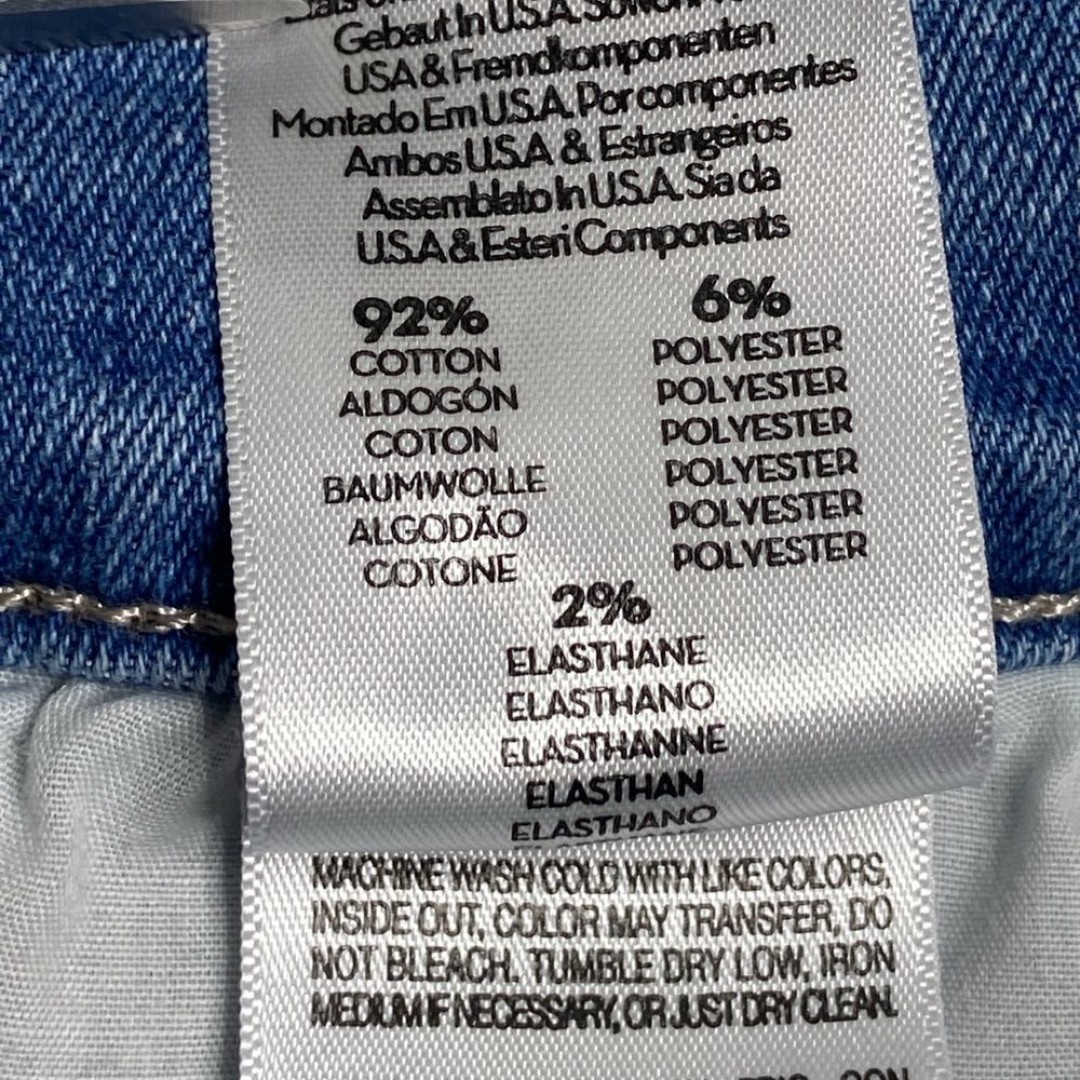 Gebaut In U.S.A.
USA & Fremdkomponenten
Montado Em U.S.A. Por componentes
Ambos U.S.A & Estrangeiros
Assemblato In U.S.A. Sia da
U.S.A & Esteri Components
92%
COTTON
ALDOGÓN
COTON
BAUMWOLLE
ALGODÃO
COTONE
6%
POLYESTER
POLYESTER
POLYESTER
POLYESTER
POLYESTER
POLYESTER
2%
ELASTHANE
ELASTHANO
ELASTHANNE
ELASTHAN
ELASTHANO
MACHINE WASH COLD WITH LIKE COLORS,
INSIDE OUT, COLOR MAY TRANSFER, DO
NOT BLEACH. TUMBLE DRY LOW, IRON
MEDIUM IF NECESSARY, OR JUST DRY CLEAN.